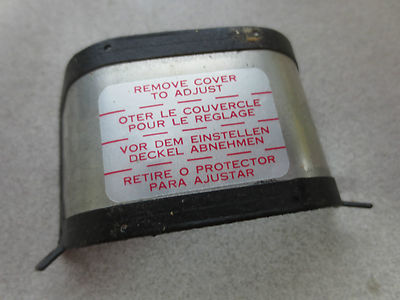 REMOVE COVER
TO ADJUST
OTER LE COUVERCLE
POUR LE REGLAGE
VOR DEM EINSTELLEN
DECKEL ABNEHMEN
RETIRE O PROTECTOR
PARA AJUSTAR